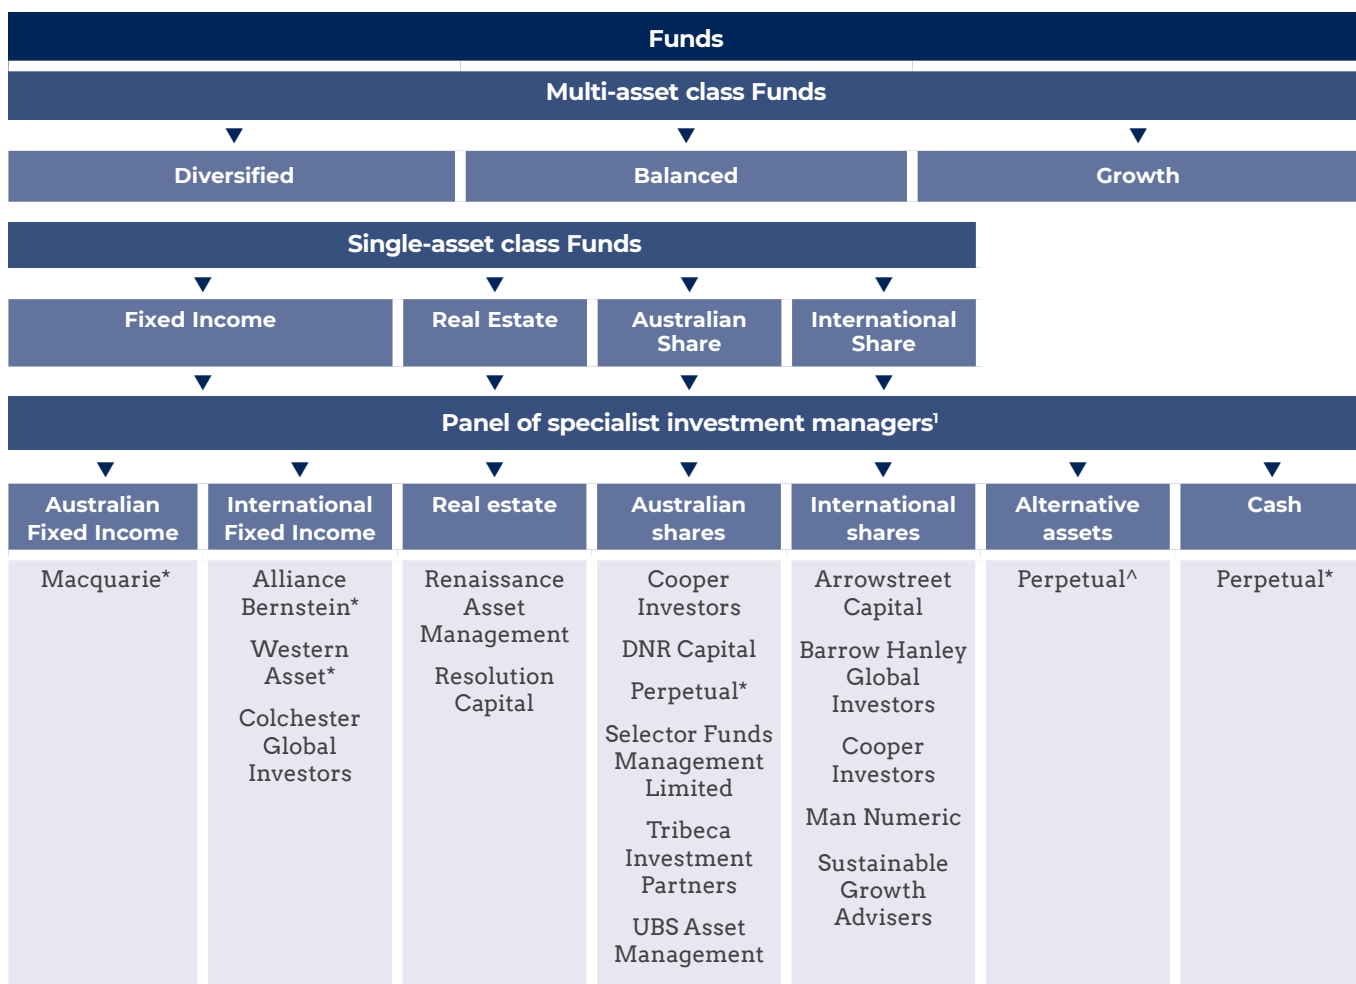 Funds
Multi-asset class Funds
▼ ▼ ▼
Diversified Balanced Growth
Single-asset class Funds
▼ ▼ ▼ ▼
Fixed Income
Real Estate
Australian
Share
International
Share
▼ ▼ ▼ ▼
Panel of specialist investment managers¹
▼ ▼ ▼ ▼ ▼ ▼ ▼
Australian
Fixed Income
International
Fixed Income
Real estate
Australian
shares
International
shares
Alternative
assets
Cash
Macquarie*
Alliance
Bernstein*
Western
Asset*
Colchester
Global
Investors
Renaissance
Asset
Management
Resolution
Capital
Cooper
Investors
DNR Capital
Perpetual*
Selector Funds
Management
Limited
Tribeca
Investment
Partners
UBS Asset
Management
Arrowstreet
Capital
Barrow Hanley
Global
Investors
Cooper
Investors
Man Numeric
Sustainable
Growth
Advisers
Perpetual^
Perpetual*